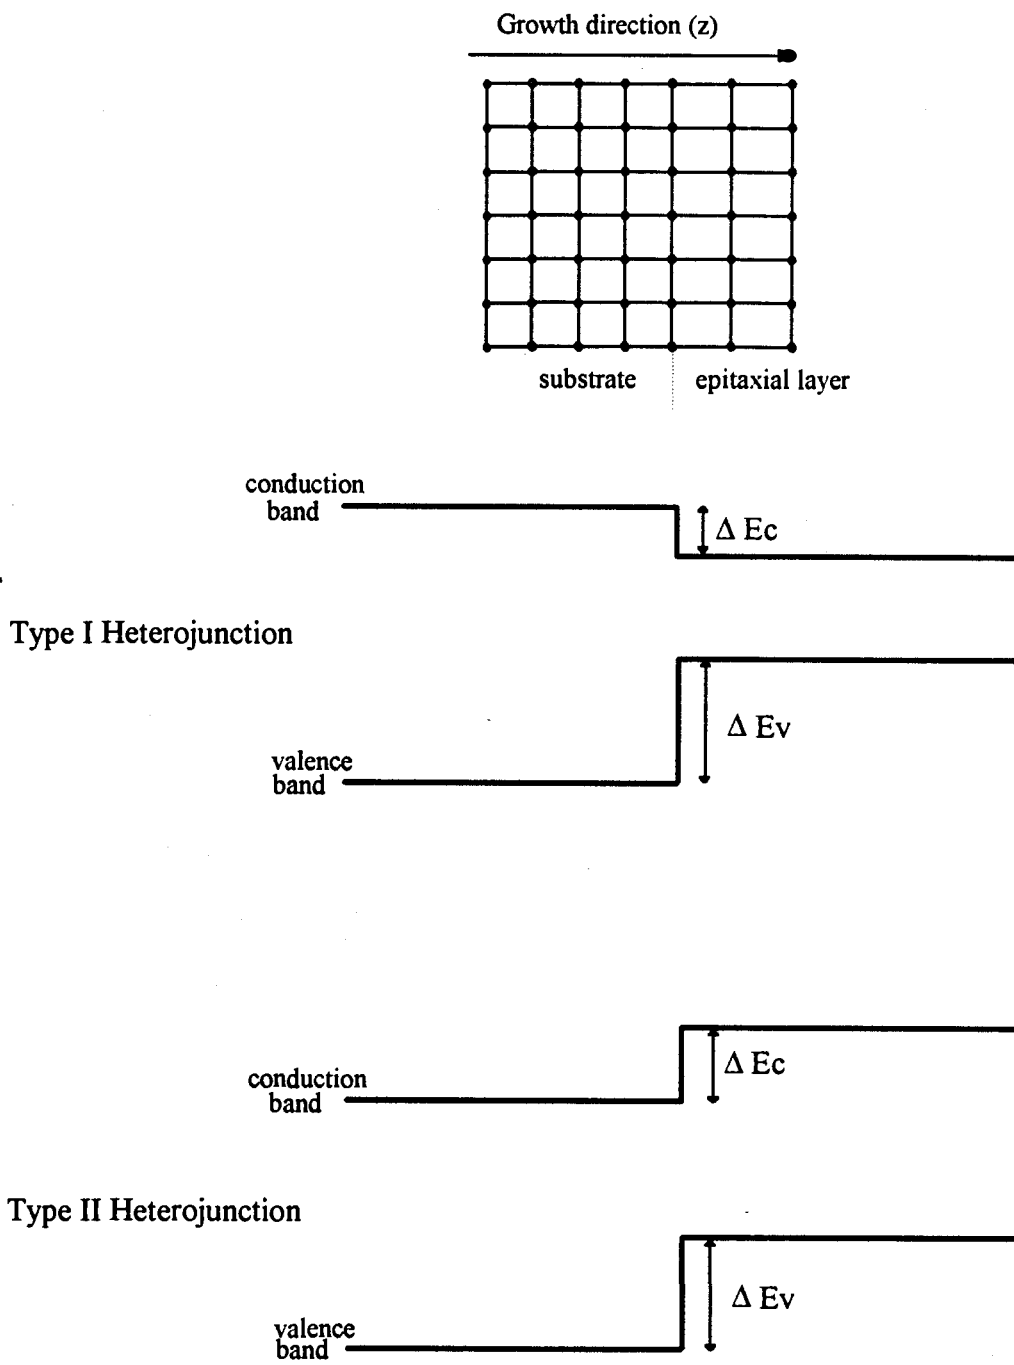 Growth direction (z)
substrate
epitaxial layer
conduction
band
Δ Ec
Type I Heterojunction
Δ Ev
valence
band
Δ Ec
conduction
band
Type II Heterojunction
Δ Ev
valence
band